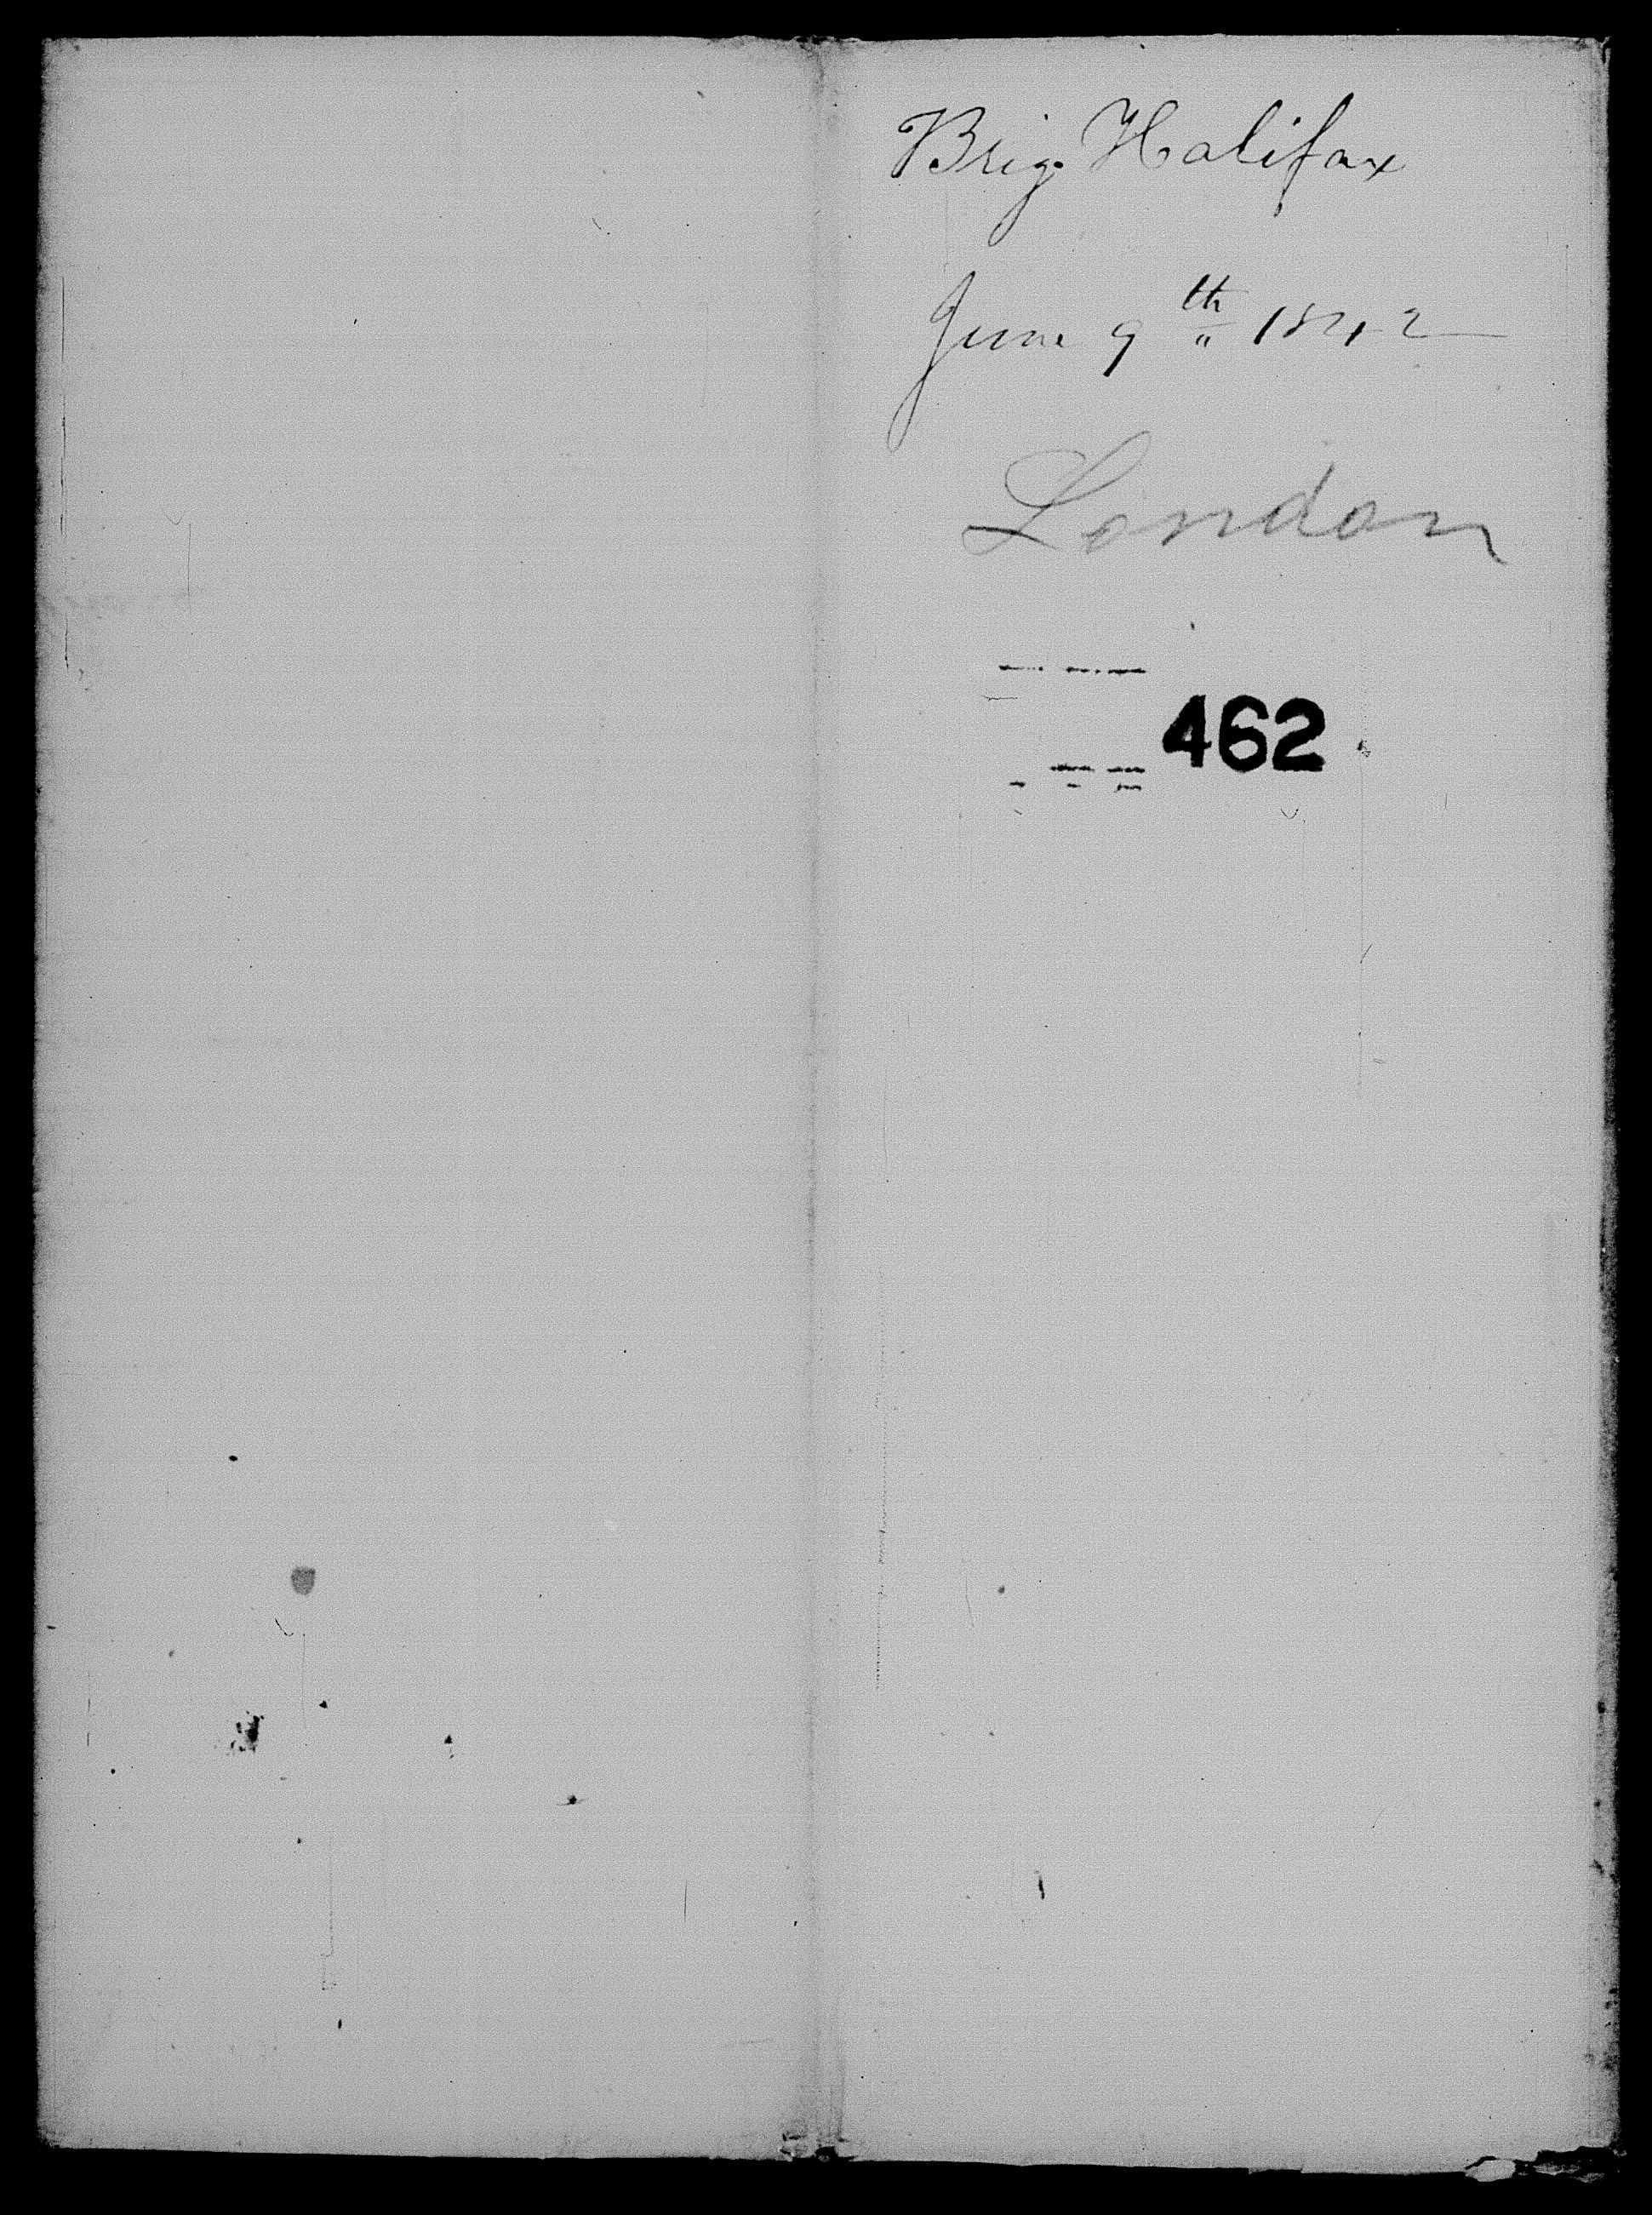 Brig. Halifax
June 9th 1842
London
462